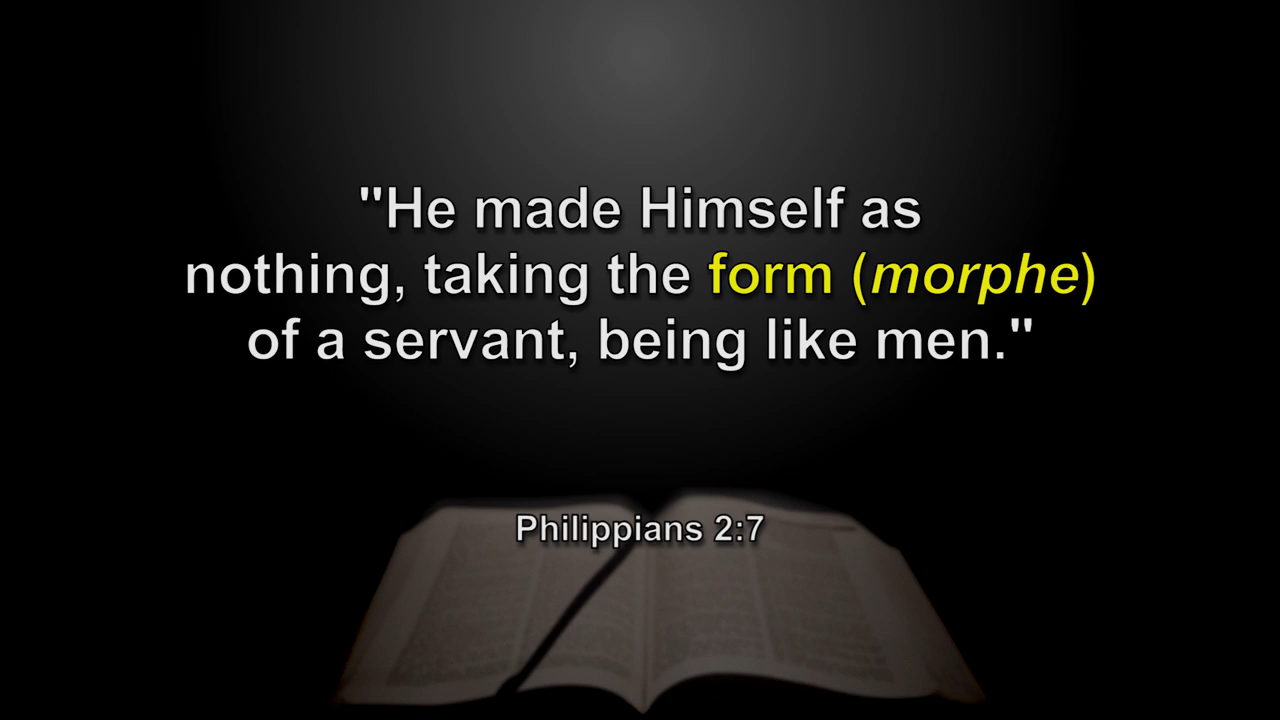 "He made Himself as
nothing, taking the form (morphe)
of a servant, being like men."
Philippians 2:7